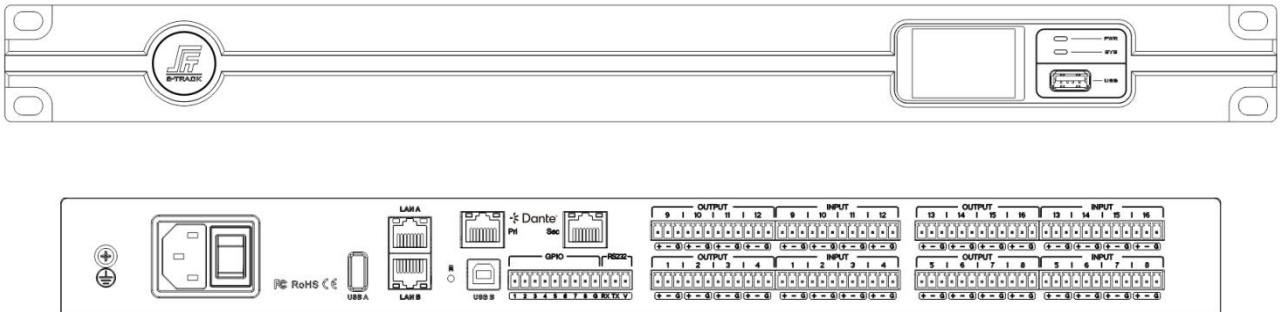 PWR
SYS
S-TRACK
USB
LAN A
Dante
Pri Sec
OUTPUT INPUT OUTPUT INPUT
9 I 10 I 11 I 12 9 I 10 I 11 I 12 13 I 14 I 15 I 16 13 I 14 I 15 I 16
+ - G + - G + - G + - G + - G + - G + - G + - G + - G + - G + - G + - G + - G + - G + - G + - G
GPIO RS232
OUTPUT INPUT OUTPUT INPUT
1 I 2 I 3 I 4 1 I 2 I 3 I 4 5 I 6 I 7 I 8 5 I 6 I 7 I 8
R
FC RoHS CE
USB A LAN B USB B 1 2 3 4 5 6 7 8 G RX TX V
+ - G + - G + - G + - G + - G + - G + - G + - G + - G + - G + - G + - G + - G + - G + - G + - G